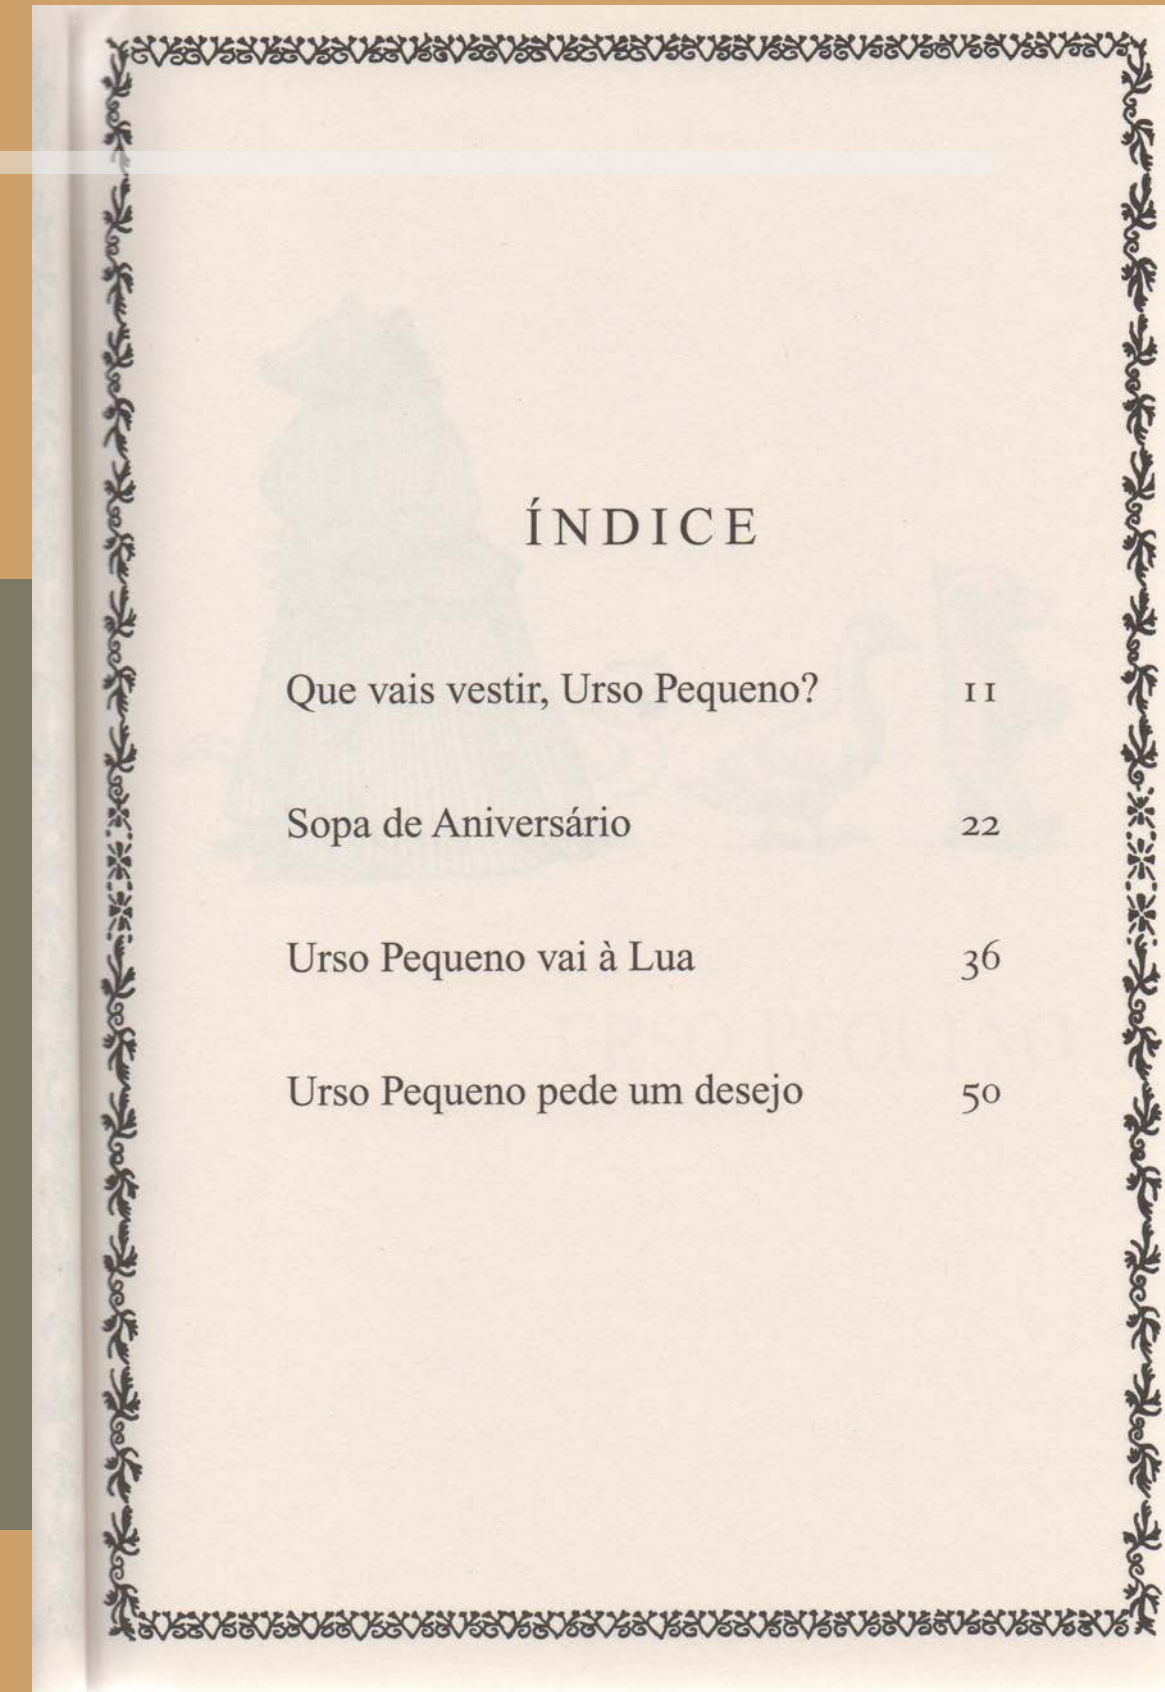 ÍNDICE
Que vais vestir, Urso Pequeno? 11
Sopa de Aniversário 22
Urso Pequeno vai à Lua 36
Urso Pequeno pede um desejo 50